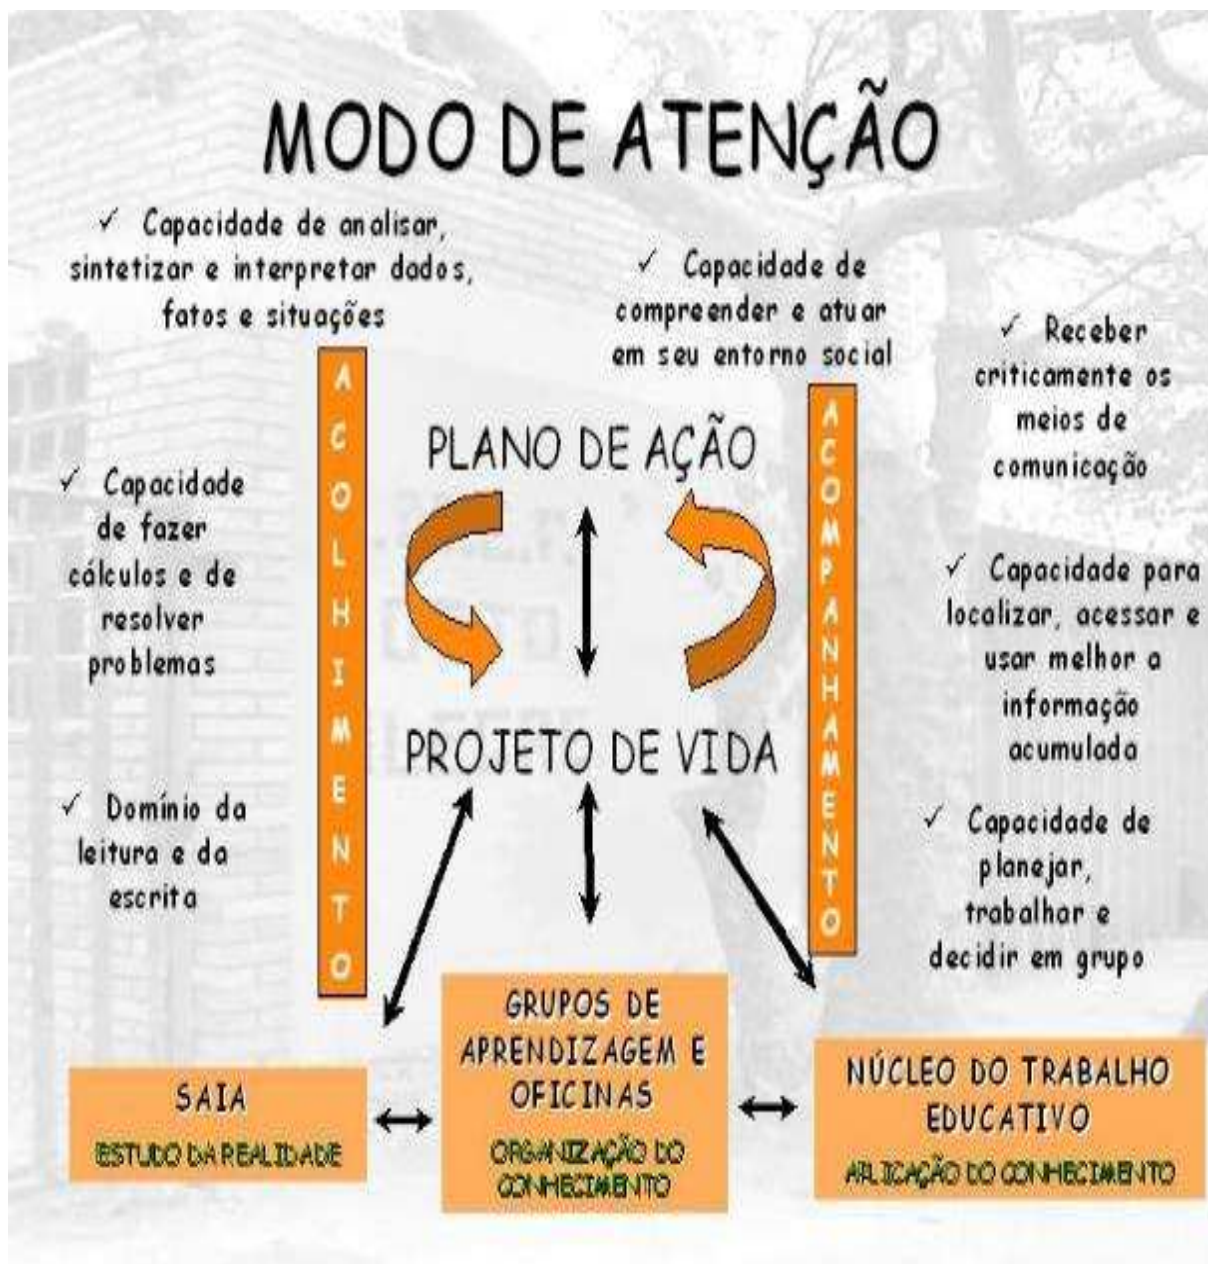 MODO DE ATENÇÃO
✓ Capacidade de analisar,
sintetizar e interpretar dados,
fatos e situações
✓ Capacidade de
compreender e atuar
em seu entorno social
✓ Receber
criticamente os
meios de
comunicação
ACOLHIMENTO
ACOMPANHAMENTO
PLANO DE AÇÃO
✓ Capacidade
de fazer
cálculos e de
resolver
problemas
✓ Capacidade para
localizar, acessar e
usar melhor a
informação
acumulada
PROJETO DE VIDA
✓ Domínio da
leitura e da
escrita
✓ Capacidade de
planejar,
trabalhar e
decidir em grupo
SAIA
ESTUDO DA REALIDADE
GRUPOS DE
APRENDIZAGEM E
OFICINAS
ORGANIZAÇÃO DO
CONHECIMENTO
NÚCLEO DO TRABALHO
EDUCATIVO
APLICAÇÃO DO CONHECIMENTO